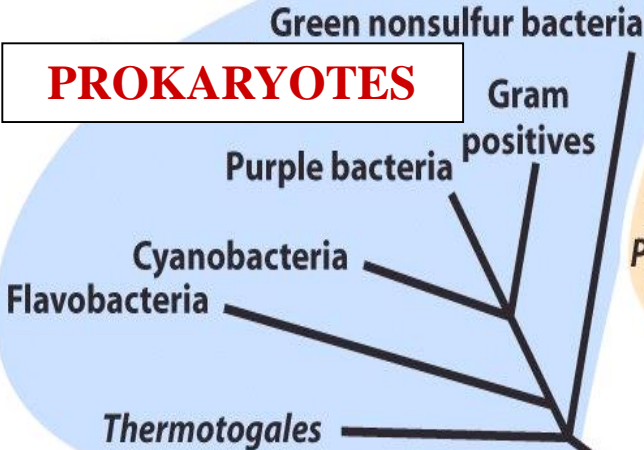 Green nonsulfur bacteria
PROKARYOTES
Gram
positives
Purple bacteria
Cyanobacteria
Flavobacteria
Thermotogales